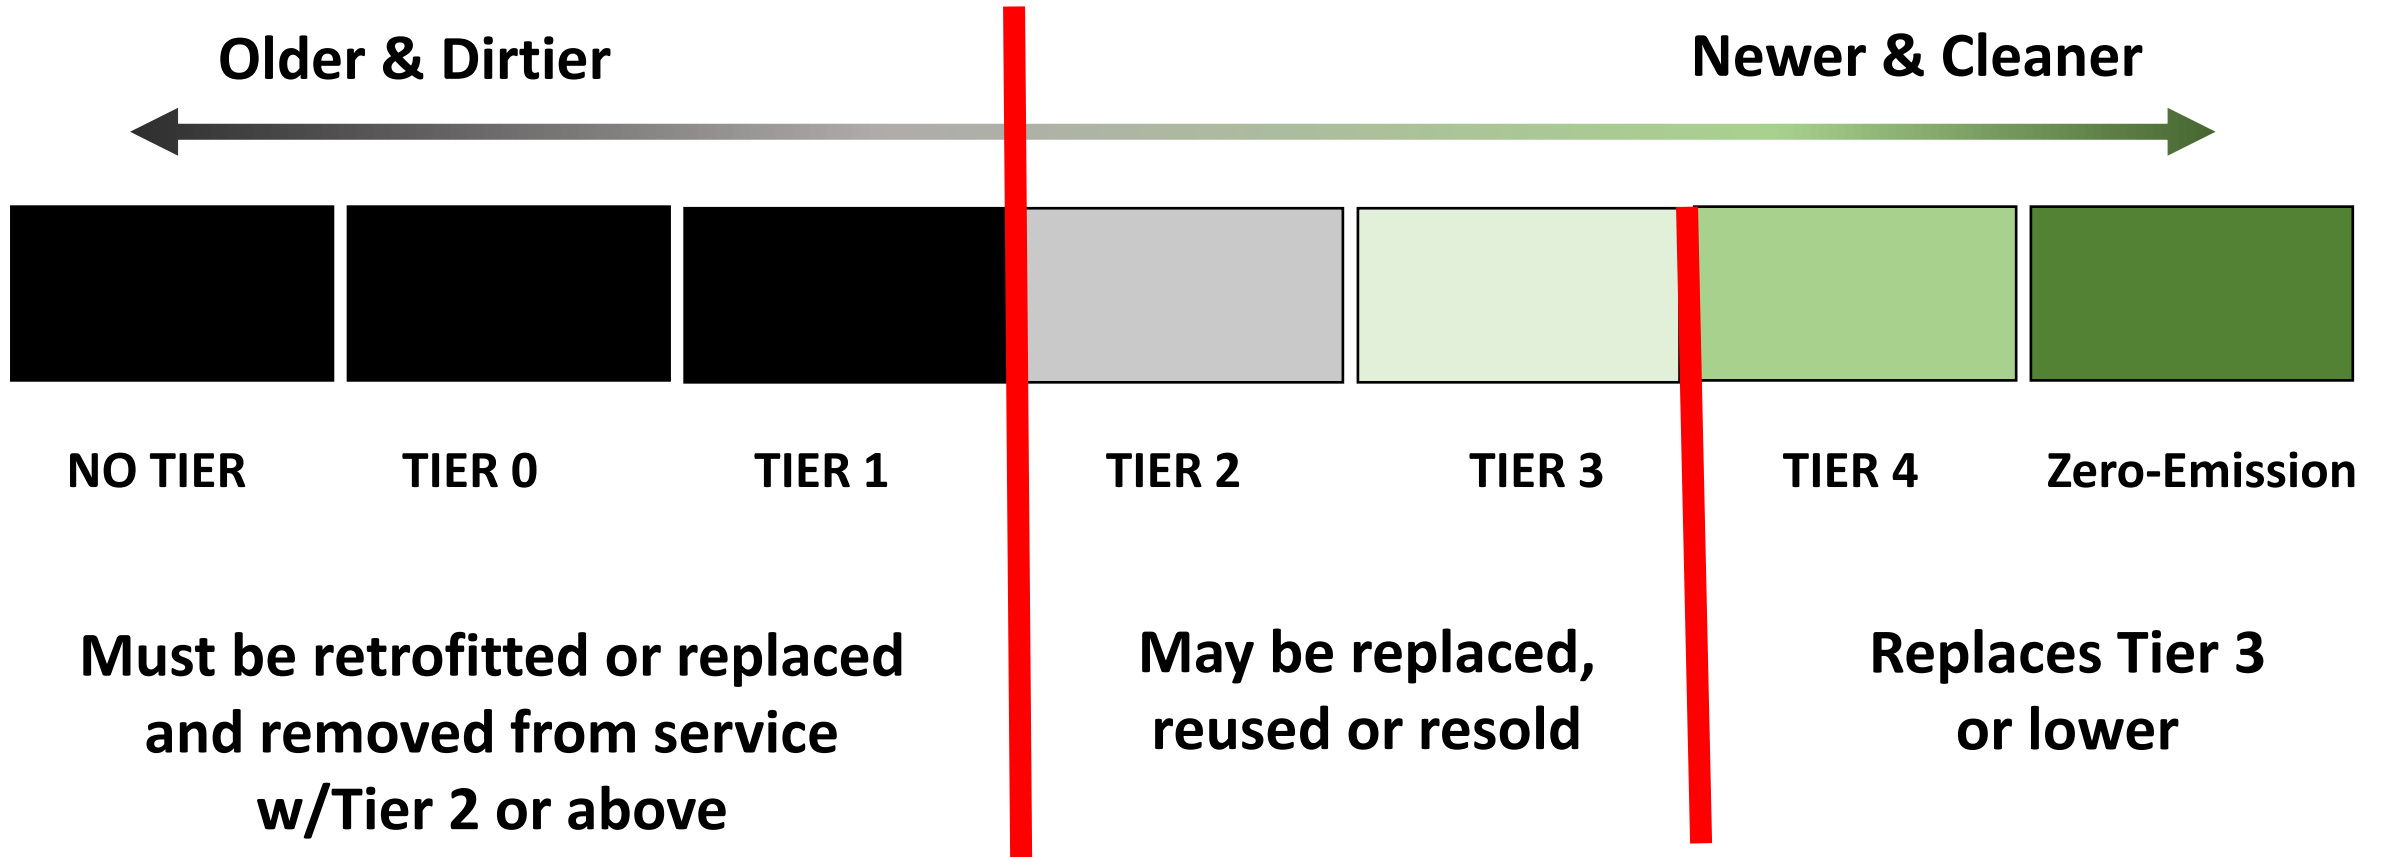 Older & Dirtier
Newer & Cleaner
NO TIER
TIER 0
TIER 1
TIER 2
TIER 3
TIER 4
Zero-Emission
Must be retrofitted or replaced
and removed from service
w/Tier 2 or above
May be replaced,
reused or resold
Replaces Tier 3
or lower